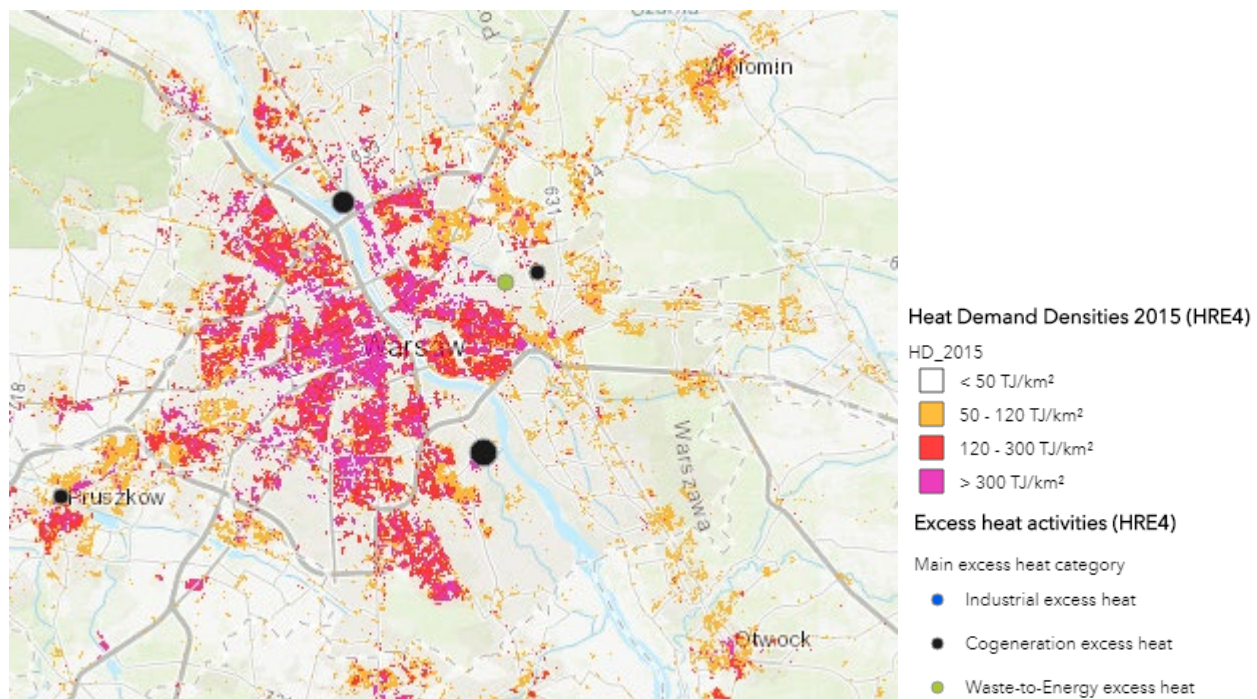 Wołomin
633
631
Warsaw
Warszawa
Pruszków
Otwock
Heat Demand Densities 2015 (HRE4)
HD_2015
< 50 TJ/km²
50 - 120 TJ/km²
120 - 300 TJ/km²
> 300 TJ/km²
Excess heat activities (HRE4)
Main excess heat category
Industrial excess heat
Cogeneration excess heat
Waste-to-Energy excess heat